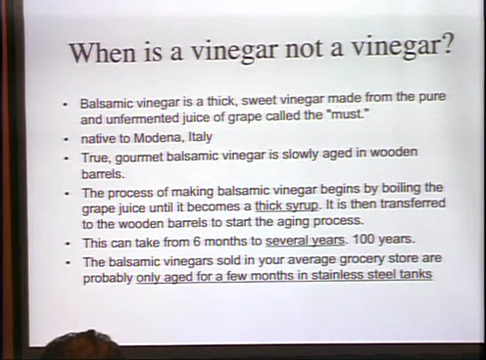 When is a vinegar not a vinegar?
• Balsamic vinegar is a thick, sweet vinegar made from the pure
and unfermented juice of grape called the "must."
• native to Modena, Italy
• True, gourmet balsamic vinegar is slowly aged in wooden
barrels.
• The process of making balsamic vinegar begins by boiling the
grape juice until it becomes a thick syrup. It is then transferred
to the wooden barrels to start the aging process.
• This can take from 6 months to several years. 100 years.
• The balsamic vinegars sold in your average grocery store are
probably only aged for a few months in stainless steel tanks